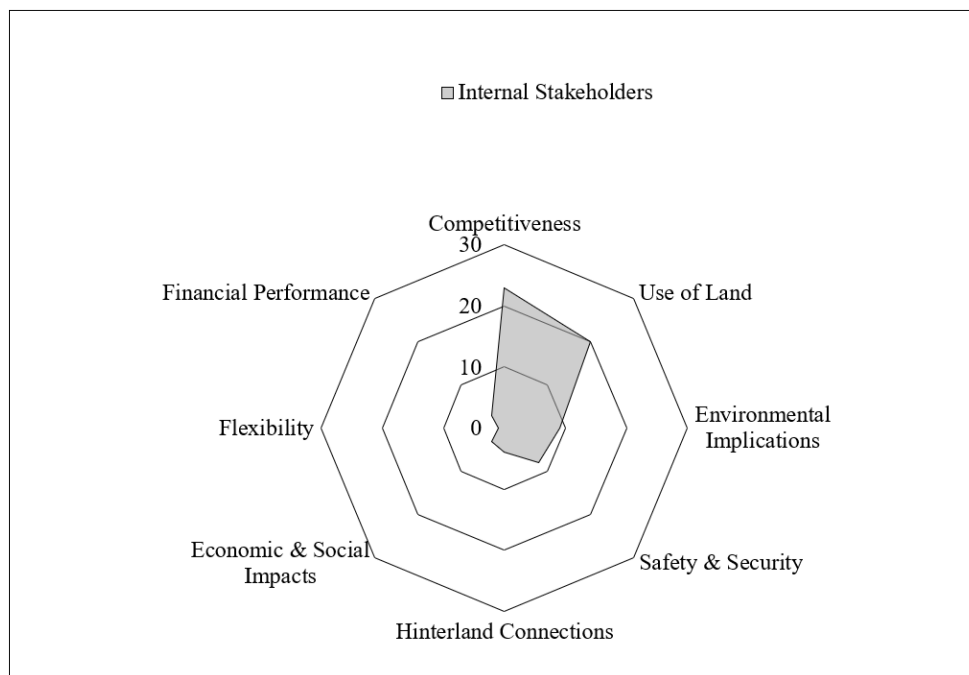 Internal Stakeholders
Competitiveness
30
Financial Performance
Use of Land
20
10
Flexibility
0
Environmental
Implications
Economic & Social
Impacts
Safety & Security
Hinterland Connections